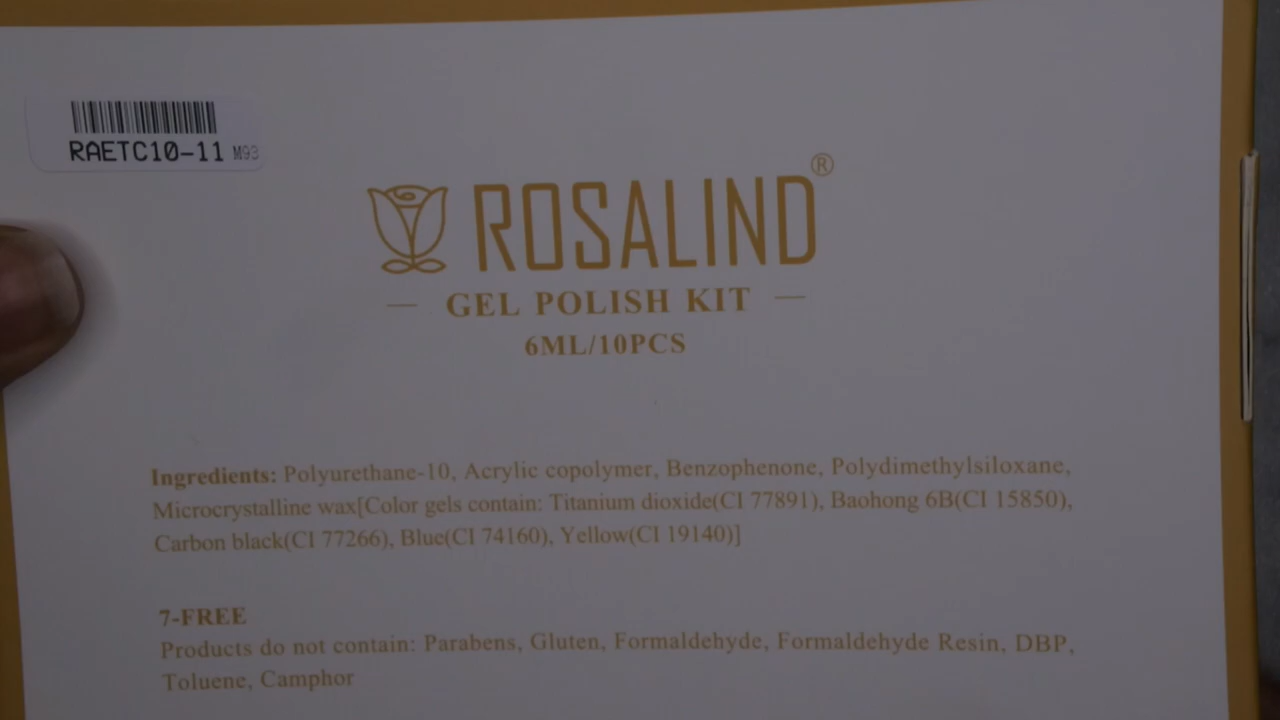 RAETC10-11 M93
ROSALIND®
GEL POLISH KIT
6ML/10PCS
Ingredients: Polyurethane-10, Acrylic copolymer, Benzophenone, Polydimethylsiloxane,
Microcrystalline wax[Color gels contain: Titanium dioxide(CI 77891), Baohong 6B(CI 15850),
Carbon black(CI 77266), Blue(CI 74160), Yellow(CI 19140)]
7-FREE
Products do not contain: Parabens, Gluten, Formaldehyde, Formaldehyde Resin, DBP,
Toluene, Camphor